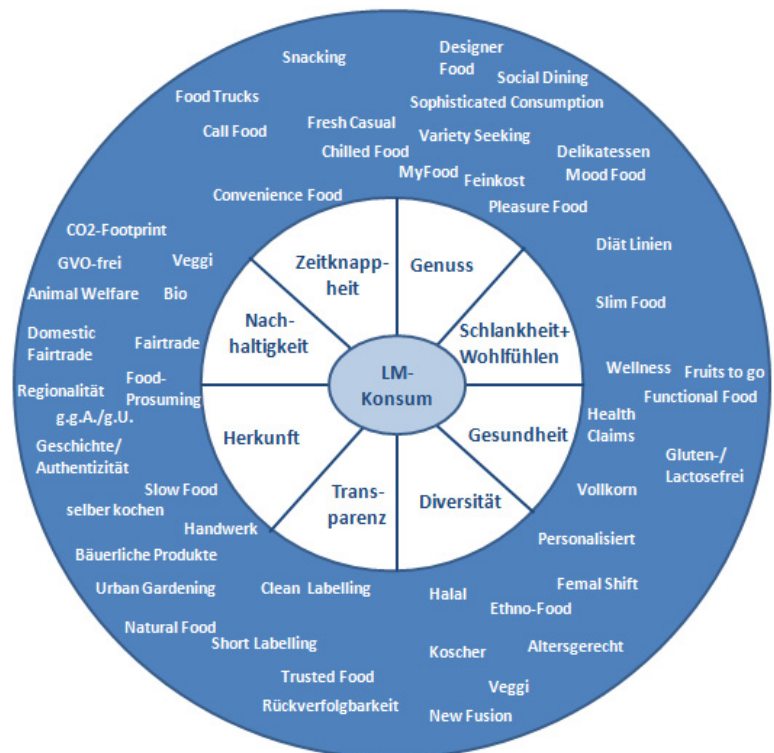 Snacking
Designer
Food
Social Dining
Food Trucks
Sophisticated Consumption
Call Food
Fresh Casual
Variety Seeking
Chilled Food
Delikatessen
MyFood
Feinkost
Mood Food
Convenience Food
Pleasure Food
CO2-Footprint
Diät Linien
GVO-frei
Veggi
Animal Welfare
Bio
Slim Food
Domestic
Fairtrade
Fairtrade
Wellness
Fruits to go
Regionalität
Food-
Prosuming
Functional Food
g.g.A./g.U.
Health
Claims
Geschichte/
Authentizität
Gluten-/
Lactosefrei
Slow Food
Vollkorn
selber kochen
Handwerk
Personalisiert
Bäuerliche Produkte
Urban Gardening
Clean Labelling
Halal
Femal Shift
Ethno-Food
Natural Food
Short Labelling
Koscher
Altersgerecht
Trusted Food
Veggi
Rückverfolgbarkeit
New Fusion
Zeitknapp-
heit
Genuss
Nach-
haltigkeit
Schlankheit+
Wohlfühlen
LM-
Konsum
Herkunft
Gesundheit
Trans-
parenz
Diversität